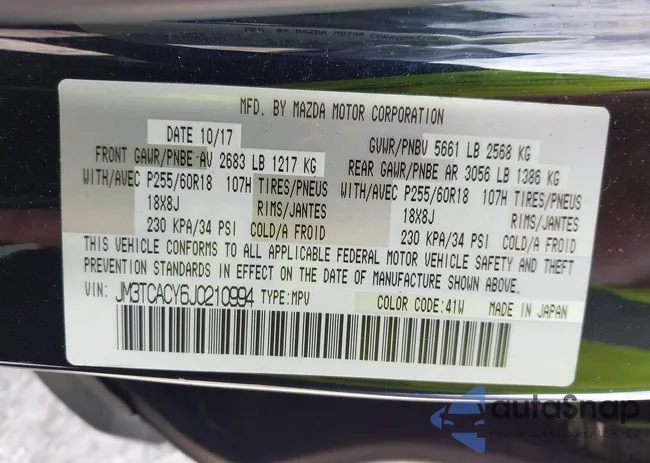 MFD. BY MAZDA MOTOR CORPORATION
DATE 10/17 GVWR/PNBV 5661 LB 2568 KG
FRONT GAWR/PNBE AV 2683 LB 1217 KG REAR GAWR/PNBE AR 3056 LB 1386 KG
WITH/AVEC P255/60R18 107H TIRES/PNEUS WITH/AVEC P255/60R18 107H TIRES/PNEUS
18X8J RIMS/JANTES 18X8J RIMS/JANTES
230 KPA/34 PSI COLD/A FROID 230 KPA/34 PSI COLD/A FROID
THIS VEHICLE CONFORMS TO ALL APPLICABLE FEDERAL MOTOR VEHICLE SAFETY AND THEFT
PREVENTION STANDARDS IN EFFECT ON THE DATE OF MANUFACTURE SHOWN ABOVE.
VIN: JM3TCACY6J0210994 TYPE:MPV COLOR CODE:41W MADE IN JAPAN
autoSnap